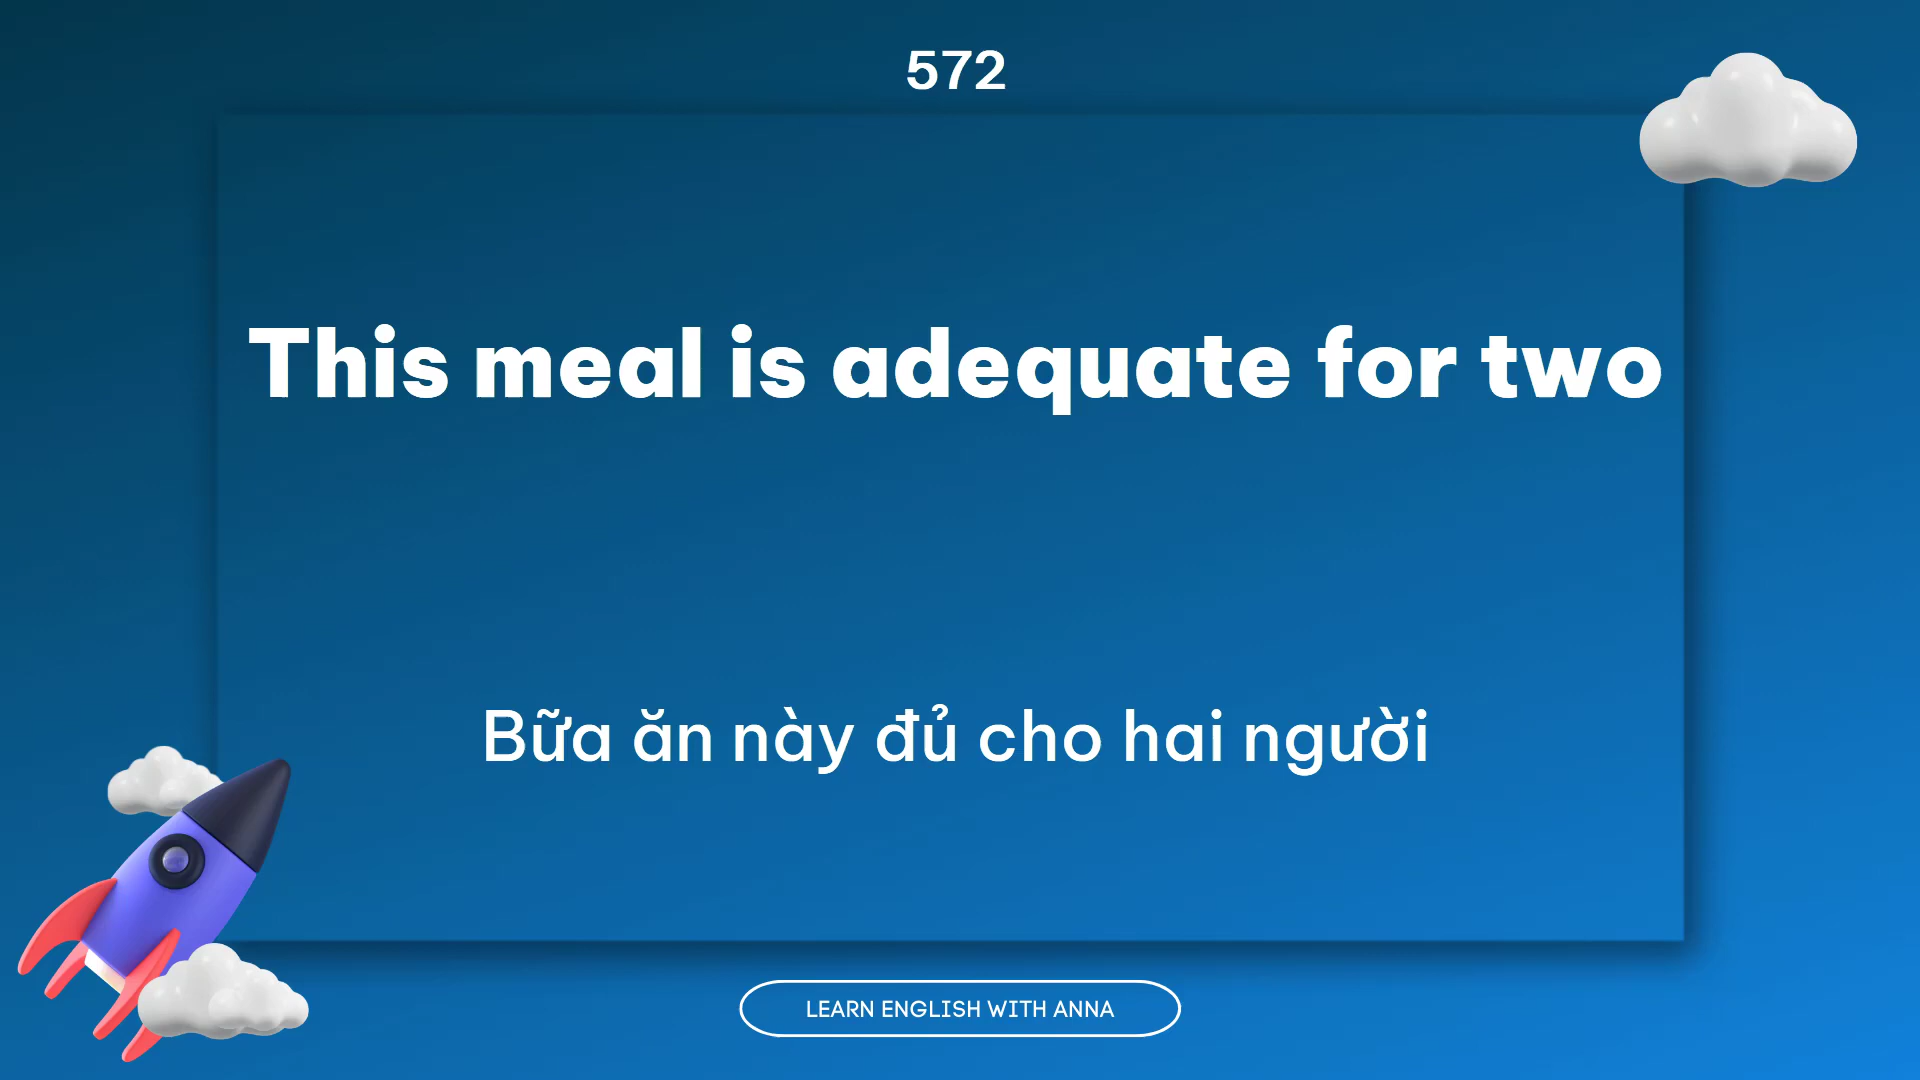 572
This meal is adequate for two
Bữa ăn này đủ cho hai người
LEARN ENGLISH WITH ANNA